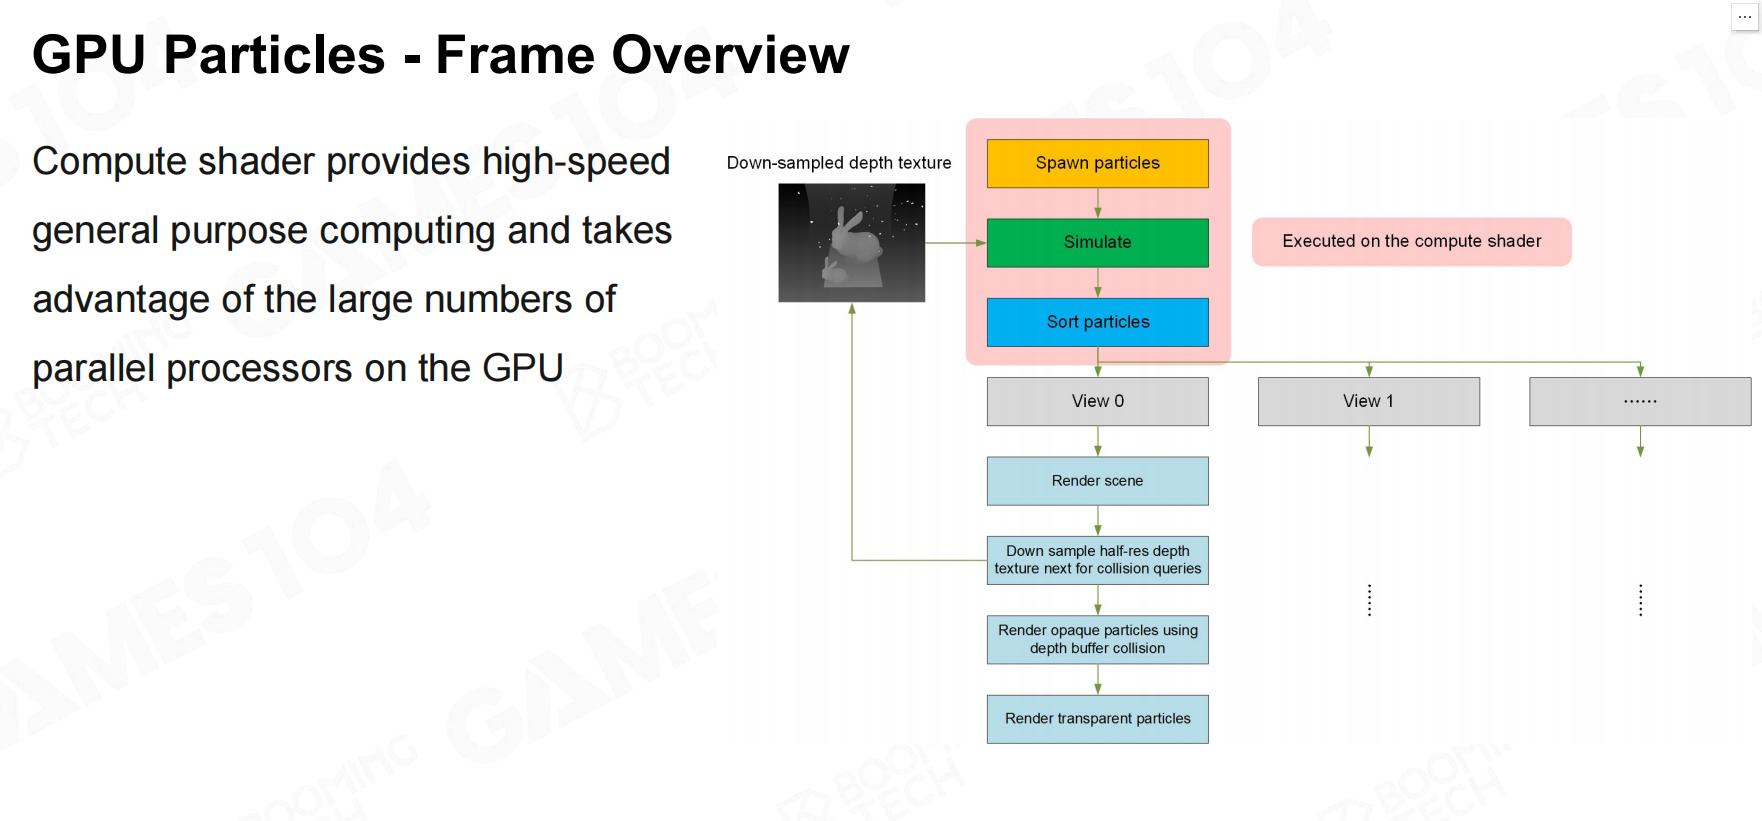 GPU Particles - Frame Overview
Compute shader provides high-speed
general purpose computing and takes
advantage of the large numbers of
parallel processors on the GPU
Down-sampled depth texture
Spawn particles
Simulate
Executed on the compute shader
Sort particles
View 0
View 1
······
Render scene
Down sample half-res depth
texture next for collision queries
Render opaque particles using
depth buffer collision
Render transparent particles
GAMES 104
BOOMING
TECH